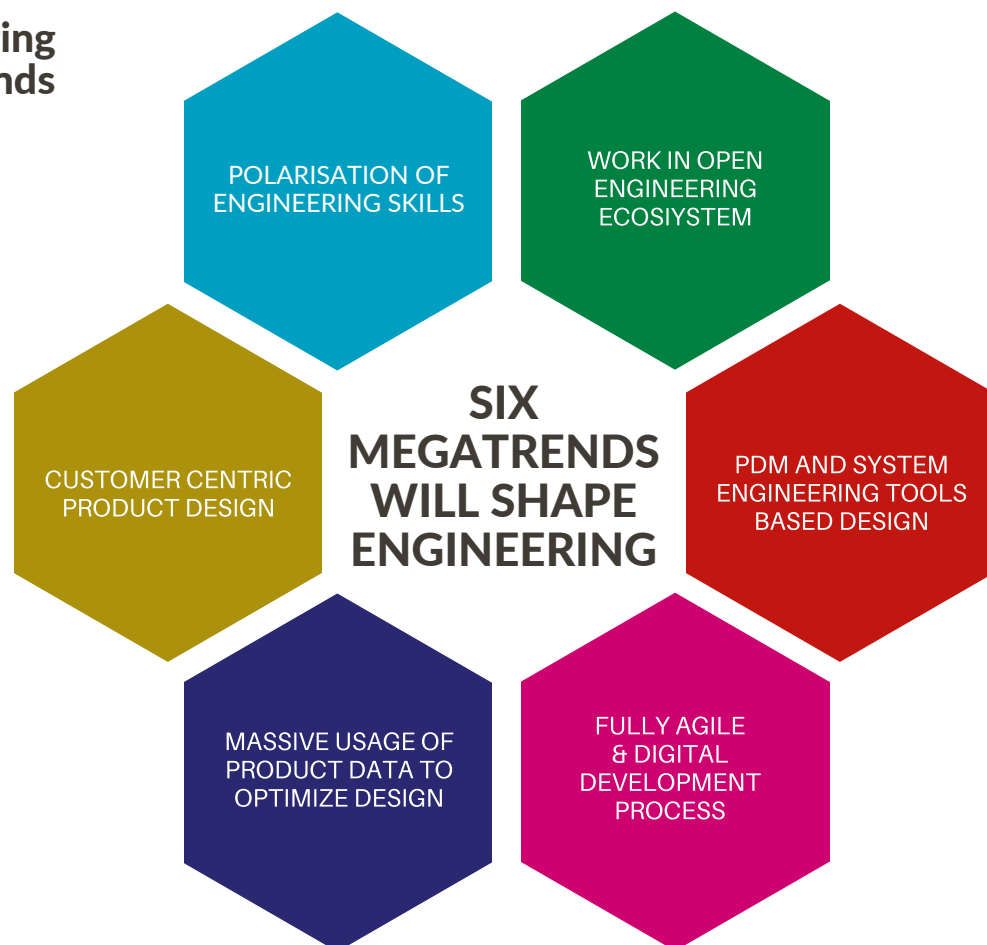 ing
nds
POLARISATION OF
ENGINEERING SKILLS
WORK IN OPEN
ENGINEERING
ECOSIYSTEM
CUSTOMER CENTRIC
PRODUCT DESIGN
SIX
MEGATRENDS
WILL SHAPE
ENGINEERING
PDM AND SYSTEM
ENGINEERING TOOLS
BASED DESIGN
MASSIVE USAGE OF
PRODUCT DATA TO
OPTIMIZE DESIGN
FULLY AGILE
& DIGITAL
DEVELOPMENT
PROCESS